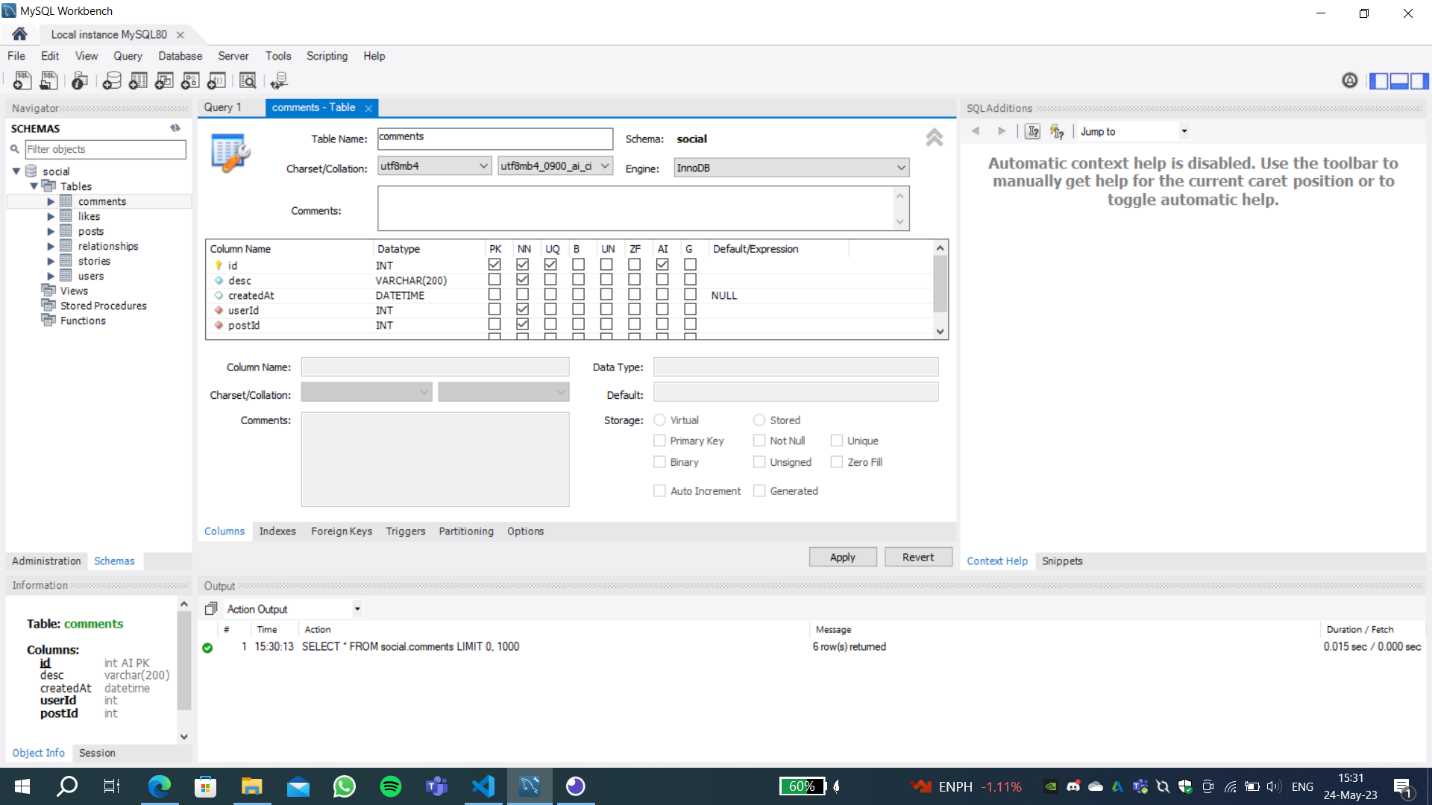 MySQL Workbench
Local instance MySQL80
File Edit View Query Database Server Tools Scripting Help
Navigator
SCHEMAS
Filter objects
social
Tables
comments
likes
posts
relationships
stories
users
Views
Stored Procedures
Functions
Administration Schemas
Information
Table: comments
Columns:
id int AI PK
desc varchar(200)
createdAt datetime
userId int
postId int
Object Info Session
Query 1 comments - Table
Table Name: comments Schema: social
Charset/Collation: utf8mb4 utf8mb4_0900_ai_ci Engine: InnoDB
Comments:
Column Name Datatype PK NN UQ B UN ZF AI G Default/Expression
id INT
desc VARCHAR(200)
createdAt DATETIME NULL
userId INT
postId INT
Column Name: Data Type:
Charset/Collation: Default:
Comments: Storage: Virtual Stored
Primary Key Not Null Unique
Binary Unsigned Zero Fill
Auto Increment Generated
Columns Indexes Foreign Keys Triggers Partitioning Options
Apply Revert
Output
Action Output
# Time Action Message Duration / Fetch
1 15:30:13 SELECT * FROM social.comments LIMIT 0, 1000 6 row(s) returned 0.015 sec / 0.000 sec
SQLAdditions
Jump to
Automatic context help is disabled. Use the toolbar to
manually get help for the current caret position or to
toggle automatic help.
Context Help Snippets
60% ENPH -1.11% ENG 15:31
24-May-23
1